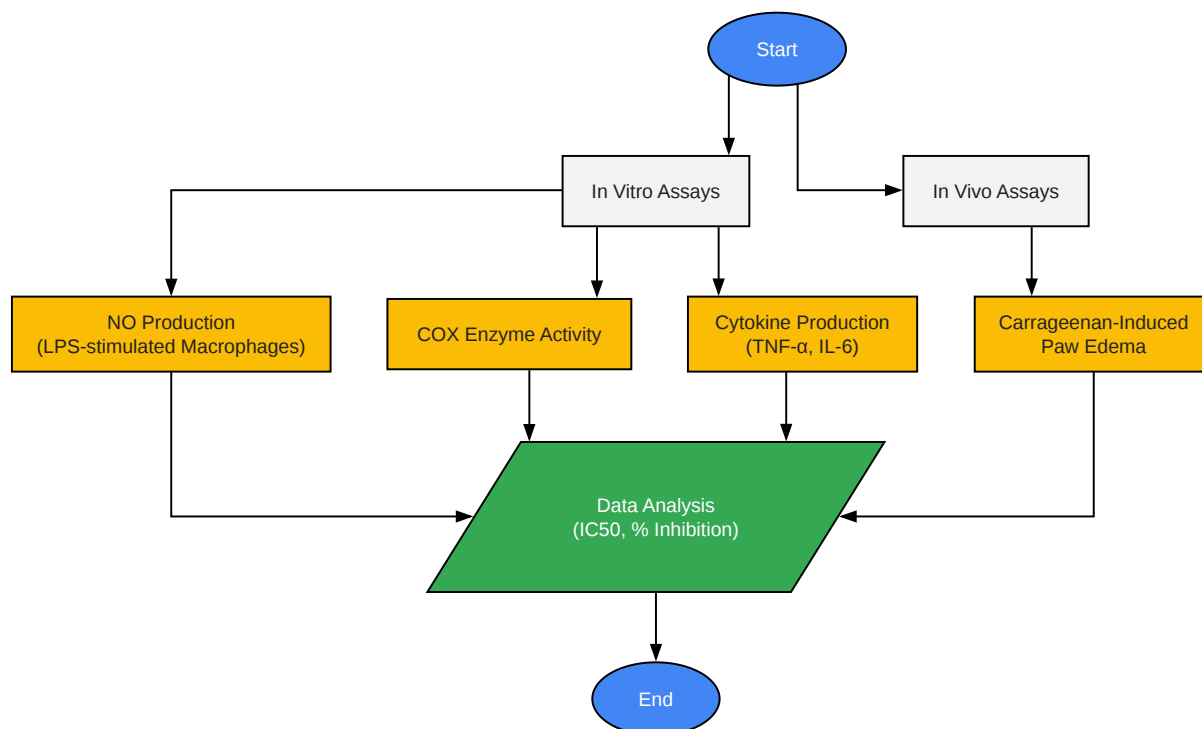 Start
In Vitro Assays
In Vivo Assays
NO Production
(LPS-stimulated Macrophages)
COX Enzyme Activity
Cytokine Production
(TNF-α, IL-6)
Carrageenan-Induced
Paw Edema
Data Analysis
(IC50, % Inhibition)
End